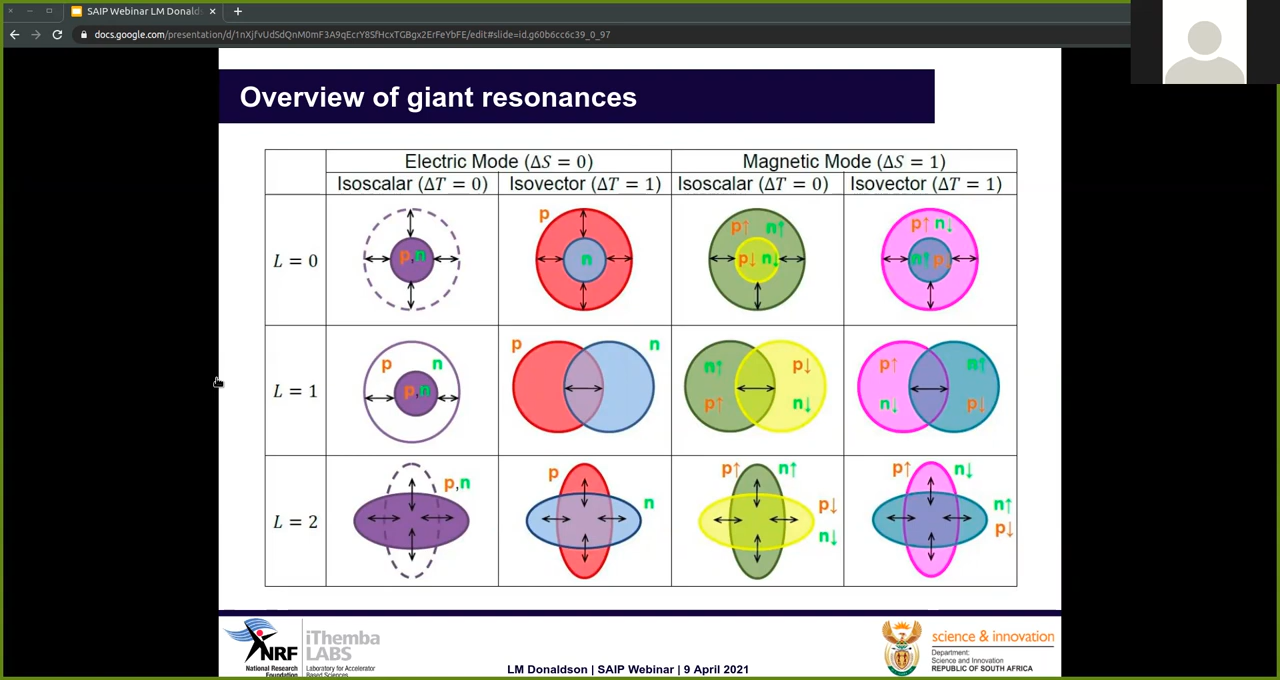 SAIP Webinar LM Donalds
docs.google.com/presentation/d/1nXjfvUdSdQnM0mF3A9qEcrY8SfHcxTGBgx2ErFeYbFE/edit#slide=id.g60b6cc6c39_0_97
Overview of giant resonances
Electric Mode (ΔS = 0) Magnetic Mode (ΔS = 1)
Isoscalar (ΔT = 0) Isovector (ΔT = 1) Isoscalar (ΔT = 0) Isovector (ΔT = 1)
L = 0
p,n
p
n
p↑ n↑
p↓ n↓
p↑ n↓
n↑ p↓
L = 1
p n
p,n
p n
n↑ p↓
p↑ n↓
p↑ n↑
n↓ p↓
L = 2
p,n
p
n
p↑ n↑
p↓
n↓
p↑ n↓
n↑
p↓
NRF
National Research
Foundation
iThemba
LABS
Laboratory for Accelerator
Based Sciences
LM Donaldson | SAIP Webinar | 9 April 2021
science & innovation
Department:
Science and Innovation
REPUBLIC OF SOUTH AFRICA